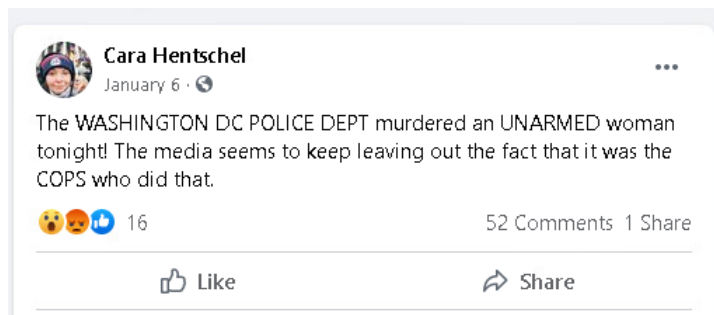 Cara Hentschel
January 6 ·
The WASHINGTON DC POLICE DEPT murdered an UNARMED woman
tonight! The media seems to keep leaving out the fact that it was the
COPS who did that.
16 52 Comments 1 Share
Like Share